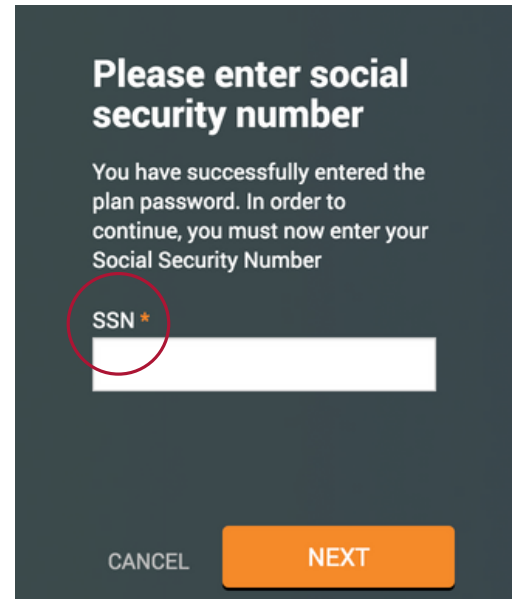 Please enter social
security number
You have successfully entered the
plan password. In order to
continue, you must now enter your
Social Security Number
SSN *
CANCEL
NEXT